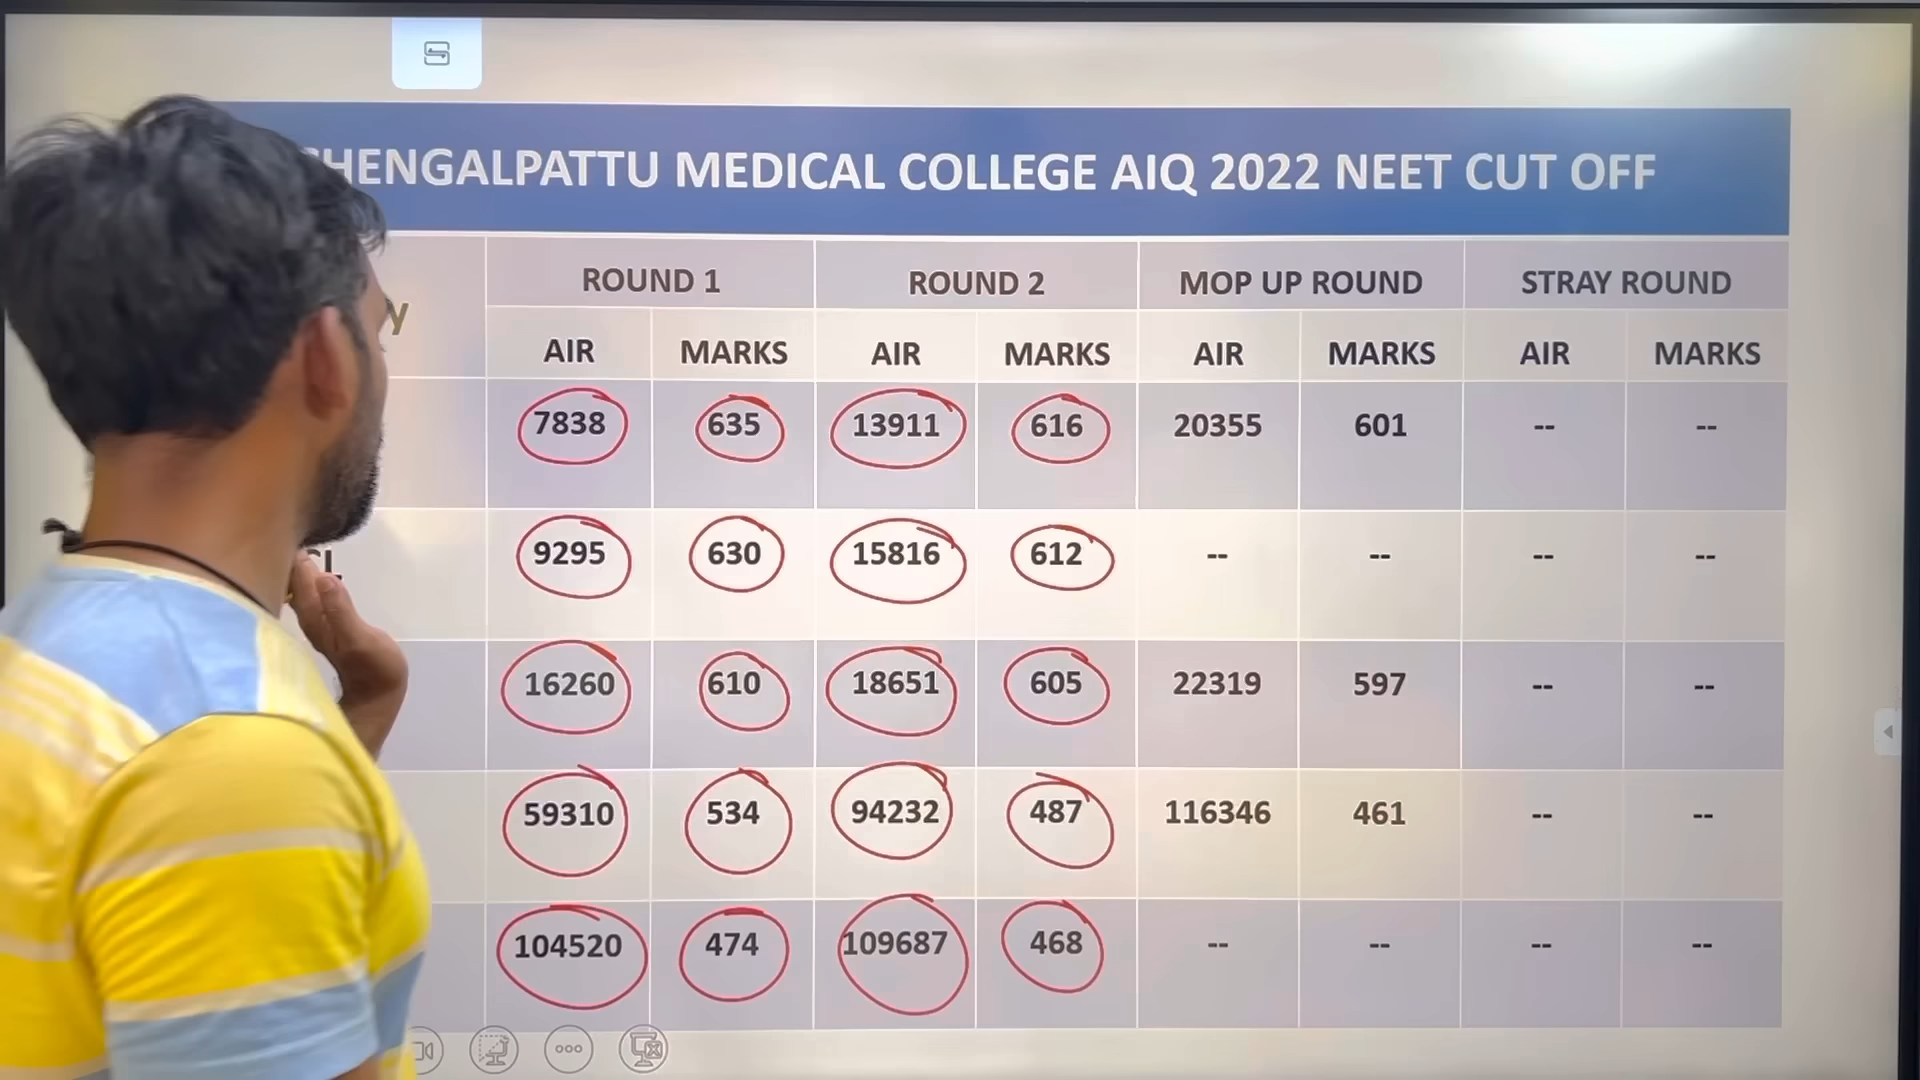 CHENGALPATTU MEDICAL COLLEGE AIQ 2022 NEET CUT OFF
ROUND 1 ROUND 2 MOP UP ROUND STRAY ROUND
AIR MARKS AIR MARKS AIR MARKS AIR MARKS
7838 635 13911 616 20355 601 -- --
9295 630 15816 612 -- -- -- --
16260 610 18651 605 22319 597 -- --
59310 534 94232 487 116346 461 -- --
104520 474 109687 468 -- -- -- --